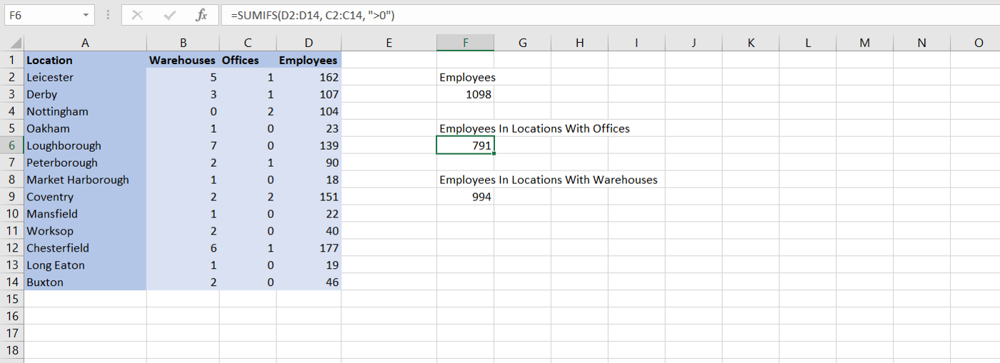 F6 fx =SUMIFS(D2:D14, C2:C14, ">0")
A B C D E F G H I J K L M N O
1 Location Warehouses Offices Employees
2 Leicester 5 1 162 Employees
3 Derby 3 1 107 1098
4 Nottingham 0 2 104
5 Oakham 1 0 23 Employees In Locations With Offices
6 Loughborough 7 0 139 791
7 Peterborough 2 1 90
8 Market Harborough 1 0 18 Employees In Locations With Warehouses
9 Coventry 2 2 151 994
10 Mansfield 1 0 22
11 Worksop 2 0 40
12 Chesterfield 6 1 177
13 Long Eaton 1 0 19
14 Buxton 2 0 46
15
16
17
18